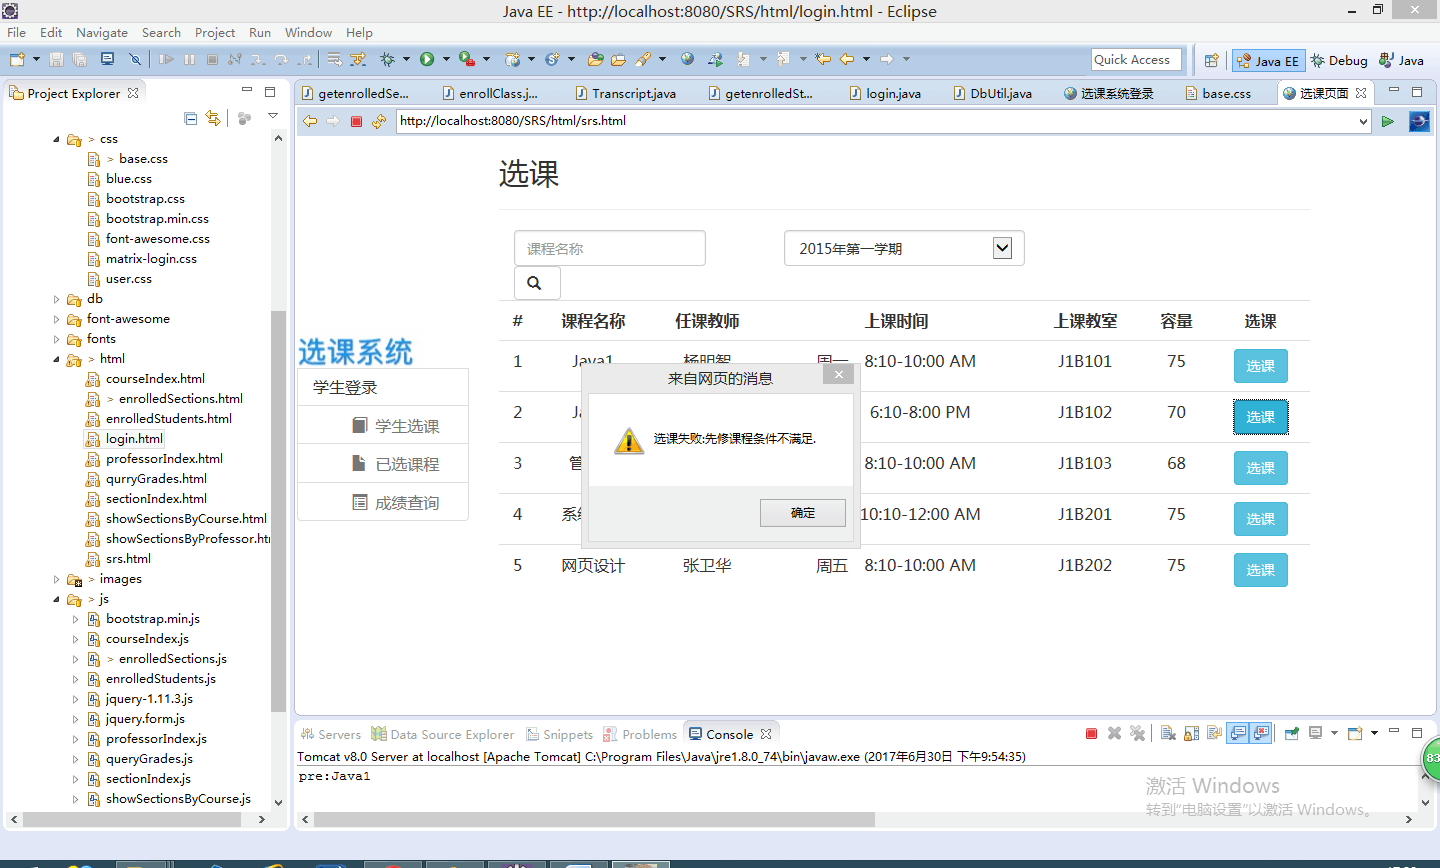 Java EE - http://localhost:8080/SRS/html/login.html - Eclipse
File Edit Navigate Search Project Run Window Help
Quick Access
Java EE
Debug
Java
Project Explorer
getenrolledSe...
enrollClass.j...
Transcript.java
getenrolledSt...
login.java
DbUtil.java
选课系统登录
base.css
选课页面
http://localhost:8080/SRS/html/srs.html
> css
> base.css
blue.css
bootstrap.css
bootstrap.min.css
font-awesome.css
matrix-login.css
user.css
db
font-awesome
fonts
> html
courseIndex.html
> enrolledSections.html
enrolledStudents.html
login.html
professorIndex.html
qurryGrades.html
sectionIndex.html
showSectionsByCourse.html
showSectionsByProfessor.htm
srs.html
> images
> js
bootstrap.min.js
courseIndex.js
> enrolledSections.js
enrolledStudents.js
jquery-1.11.3.js
jquery.form.js
professorIndex.js
queryGrades.js
sectionIndex.js
showSectionsByCourse.js
选课系统
学生登录
学生选课
已选课程
成绩查询
选课
课程名称
2015年第一学期
# 课程名称 任课教师 上课时间 上课教室 容量 选课
1 Java1 杨明智 周一 8:10-10:00 AM J1B101 75 选课
2 6:10-8:00 PM J1B102 70 选课
3 8:10-10:00 AM J1B103 68 选课
4 10:10-12:00 AM J1B201 75 选课
5 网页设计 张卫华 周五 8:10-10:00 AM J1B202 75 选课
来自网页的消息
选课失败:先修课程条件不满足.
确定
Servers
Data Source Explorer
Snippets
Problems
Console
Tomcat v8.0 Server at localhost [Apache Tomcat] C:\Program Files\Java\jre1.8.0_74\bin\javaw.exe (2017年6月30日 下午9:54:35)
pre:Java1
83
激活 Windows
转到"电脑设置"以激活 Windows。